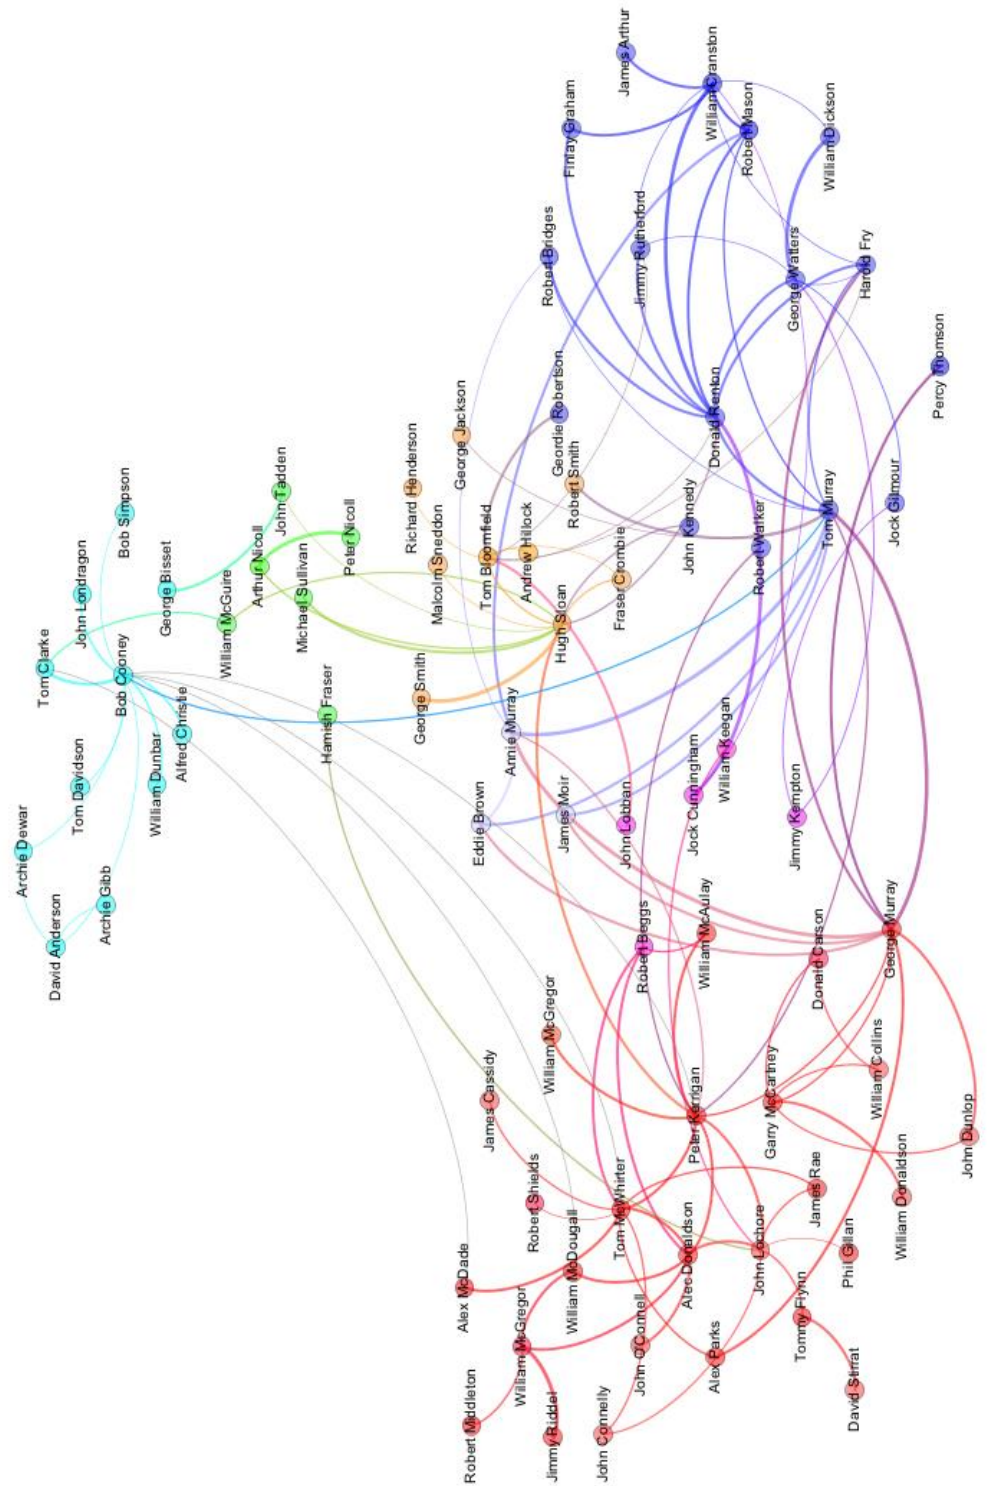 Archie Dewar
Tom Clarke
David Anderson
Tom Davidson
John Londragon
Archie Gibb
Bob Cooney
Bob Simpson
William Dunbar
George Bisset
Alfred Christie
William McGuire
Arthur Nicoll
John Tadden
Michael Sullivan
Hamish Fraser
Peter Nicoll
Richard Henderson
George Smith
Malcolm Sneddon
Alex McDade
George Jackson
Robert Middleton
Eddie Brown
Tom Bloomfield
James Cassidy
Annie Murray
William McGregor
Andrew Hillock
Robert Shields
Robert Bridges
Jimmy Riddel
William McGregor
Geordie Robertson
James Moir
Hugh Sloan
Finlay Graham
William McDougall
Robert Smith
John Connelly
Tom McWhirter
Fraser Crombie
John Lobban
James Arthur
John O'Connell
Robert Beggs
Jimmy Rutherford
Alec Donaldson
John Kennedy
Jock Cunningham
Peter Kerrigan
William McAulay
William Cranston
Alex Parks
Donald Renton
William Keegan
Robert Mason
John Lochore
Robert Walker
Garry McCartney
George Watters
Jimmy Kempton
Tommy Flynn
James Rae
Donald Carson
Tom Murray
William Dickson
Phil Gillan
David Stirrat
Harold Fry
William Collins
George Murray
Jock Gilmour
William Donaldson
Percy Thomson
John Dunlop